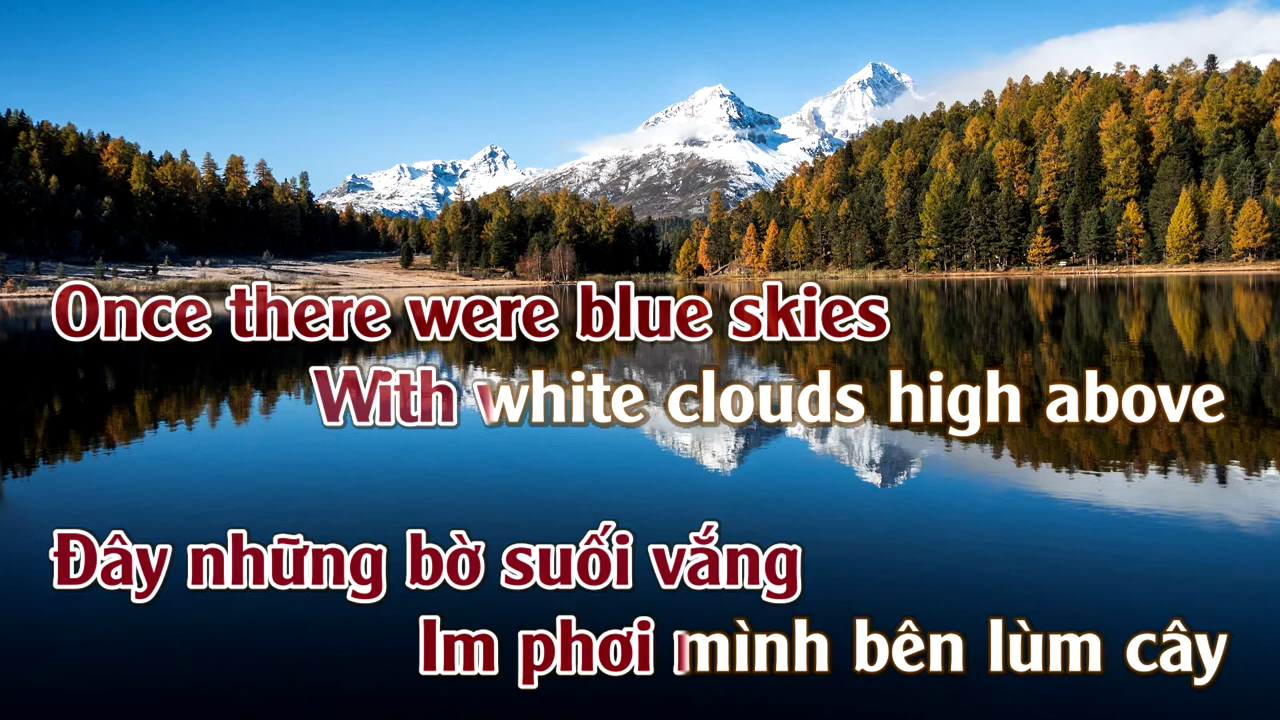 Once there were blue skies
With white clouds high above
Đây những bờ suối vắng
Im phơi mình bên lùm cây